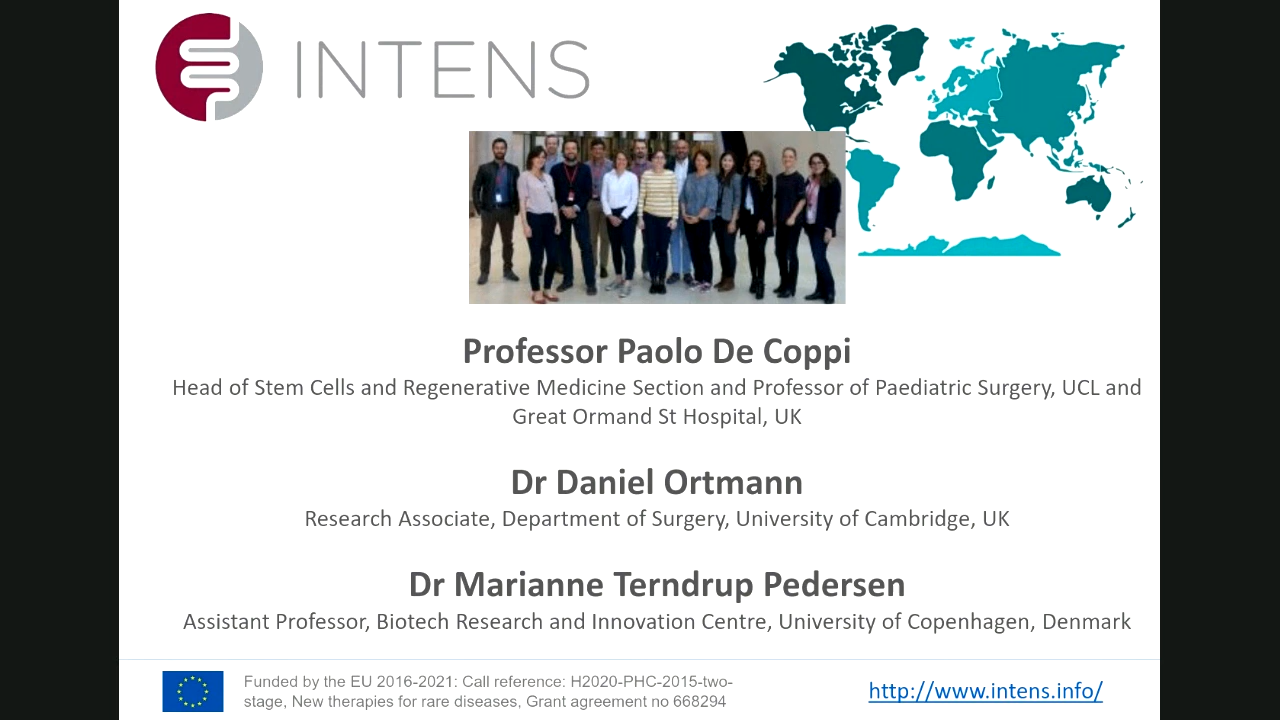 INTENS
Professor Paolo De Coppi
Head of Stem Cells and Regenerative Medicine Section and Professor of Paediatric Surgery, UCL and
Great Ormand St Hospital, UK
Dr Daniel Ortmann
Research Associate, Department of Surgery, University of Cambridge, UK
Dr Marianne Terndrup Pedersen
Assistant Professor, Biotech Research and Innovation Centre, University of Copenhagen, Denmark
Funded by the EU 2016-2021: Call reference: H2020-PHC-2015-two-
stage, New therapies for rare diseases, Grant agreement no 668294
http://www.intens.info/